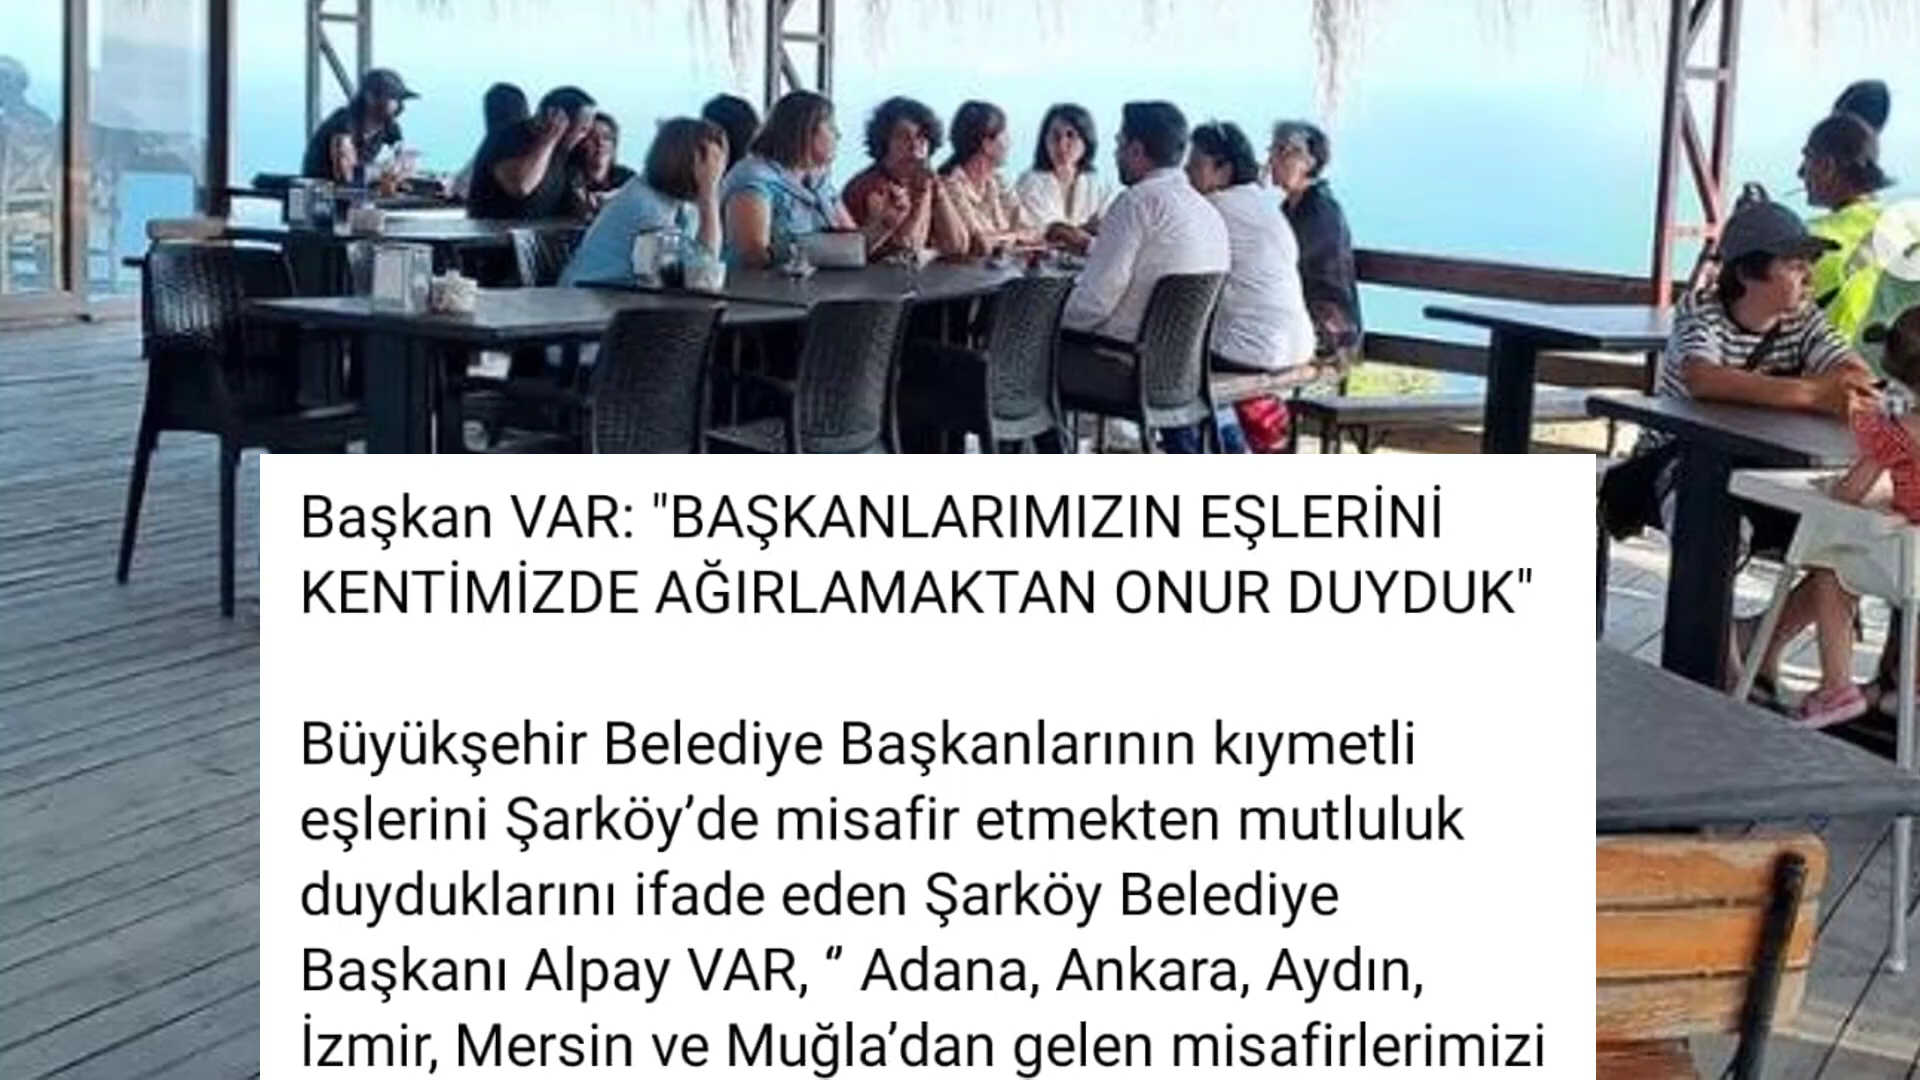 Başkan VAR: "BAŞKANLARIMIZIN EŞLERİNİ
KENTİMİZDE AĞIRLAMAKTAN ONUR DUYDUK"
Büyükşehir Belediye Başkanlarının kıymetli
eşlerini Şarköy’de misafir etmekten mutluluk
duyduklarını ifade eden Şarköy Belediye
Başkanı Alpay VAR, “ Adana, Ankara, Aydın,
İzmir, Mersin ve Muğla’dan gelen misafirlerimizi